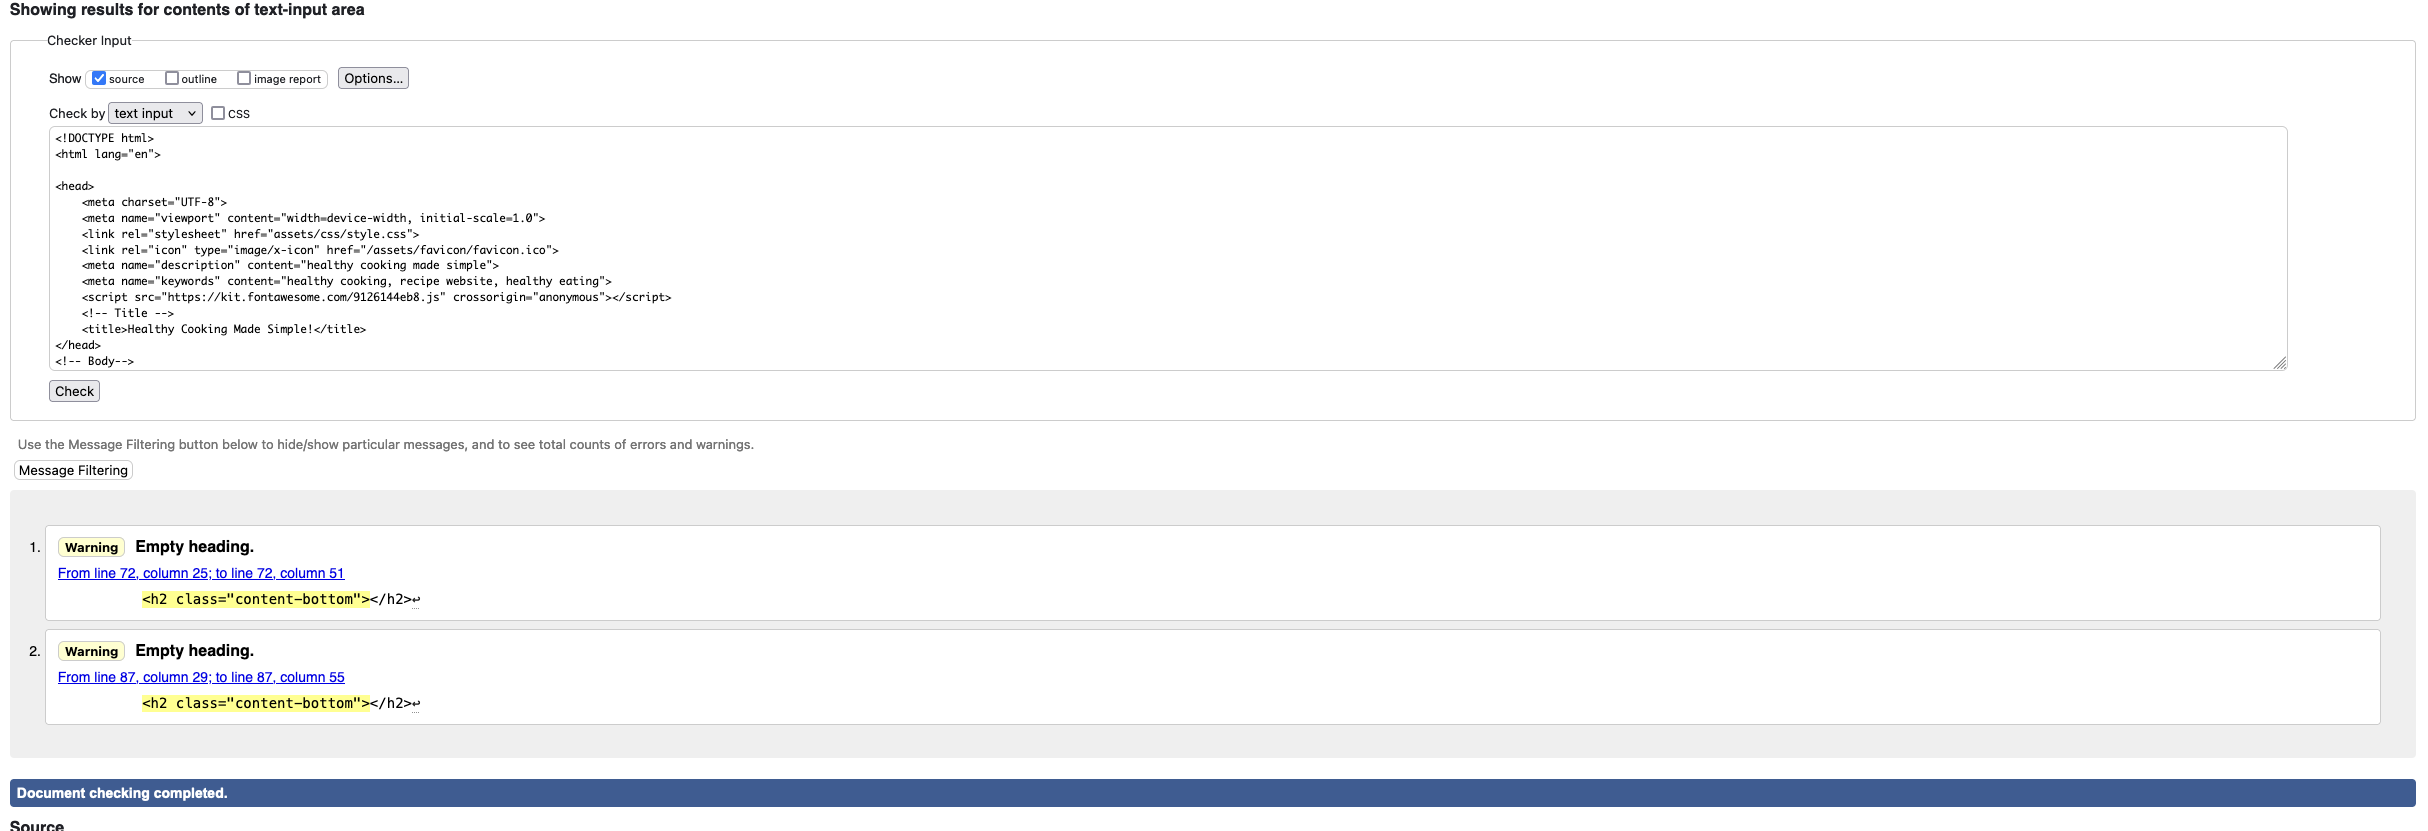 Showing results for contents of text-input area
Checker Input
Show source outline image report Options...
Check by text input CSS
<!DOCTYPE html>
<html lang="en">
<head>
<meta charset="UTF-8">
<meta name="viewport" content="width=device-width, initial-scale=1.0">
<link rel="stylesheet" href="assets/css/style.css">
<link rel="icon" type="image/x-icon" href="/assets/favicon/favicon.ico">
<meta name="description" content="healthy cooking made simple">
<meta name="keywords" content="healthy cooking, recipe website, healthy eating">
<script src="https://kit.fontawesome.com/9126144eb8.js" crossorigin="anonymous"></script>
<!-- Title -->
<title>Healthy Cooking Made Simple!</title>
</head>
<!-- Body-->
Check
Use the Message Filtering button below to hide/show particular messages, and to see total counts of errors and warnings.
Message Filtering
1. Warning Empty heading.
From line 72, column 25; to line 72, column 51
<h2 class="content-bottom"></h2>↩
2. Warning Empty heading.
From line 87, column 29; to line 87, column 55
<h2 class="content-bottom"></h2>↩
Document checking completed.
Source